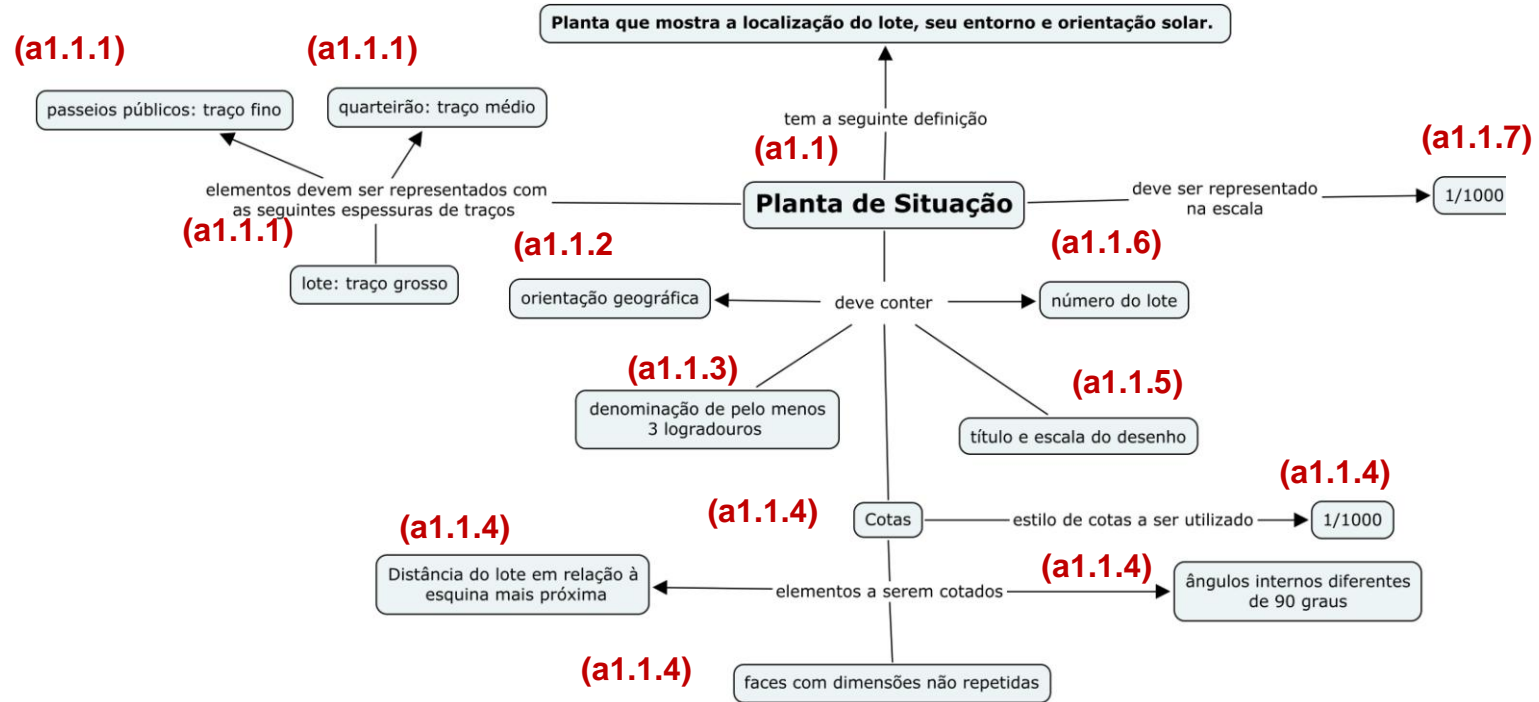 Planta que mostra a localização do lote, seu entorno e orientação solar.
(a1.1.1)
(a1.1.1)
passeios públicos: traço fino
quarteirão: traço médio
tem a seguinte definição
(a1.1)
(a1.1.7)
elementos devem ser representados com
as seguintes espessuras de traços
Planta de Situação
deve ser representado
na escala
1/1000
(a1.1.1)
(a1.1.2
(a1.1.6)
lote: traço grosso
orientação geográfica
deve conter
número do lote
(a1.1.3)
(a1.1.5)
denominação de pelo menos
3 logradouros
título e escala do desenho
(a1.1.4)
(a1.1.4)
(a1.1.4)
Cotas
estilo de cotas a ser utilizado
1/1000
(a1.1.4)
Distância do lote em relação à
esquina mais próxima
elementos a serem cotados
ângulos internos diferentes
de 90 graus
(a1.1.4)
faces com dimensões não repetidas